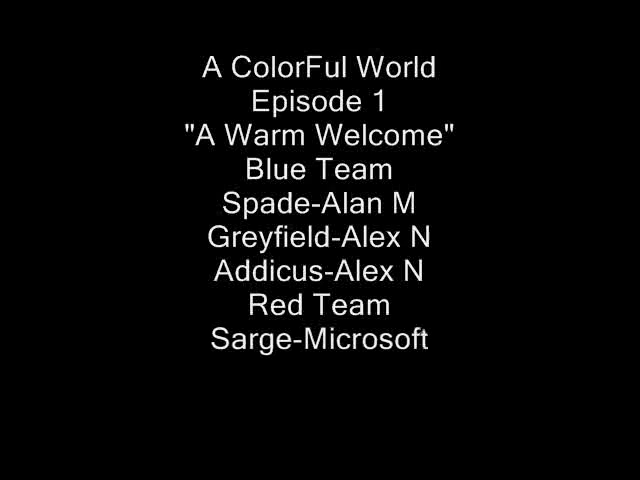 A ColorFul World
Episode 1
"A Warm Welcome"
Blue Team
Spade-Alan M
Greyfield-Alex N
Addicus-Alex N
Red Team
Sarge-Microsoft